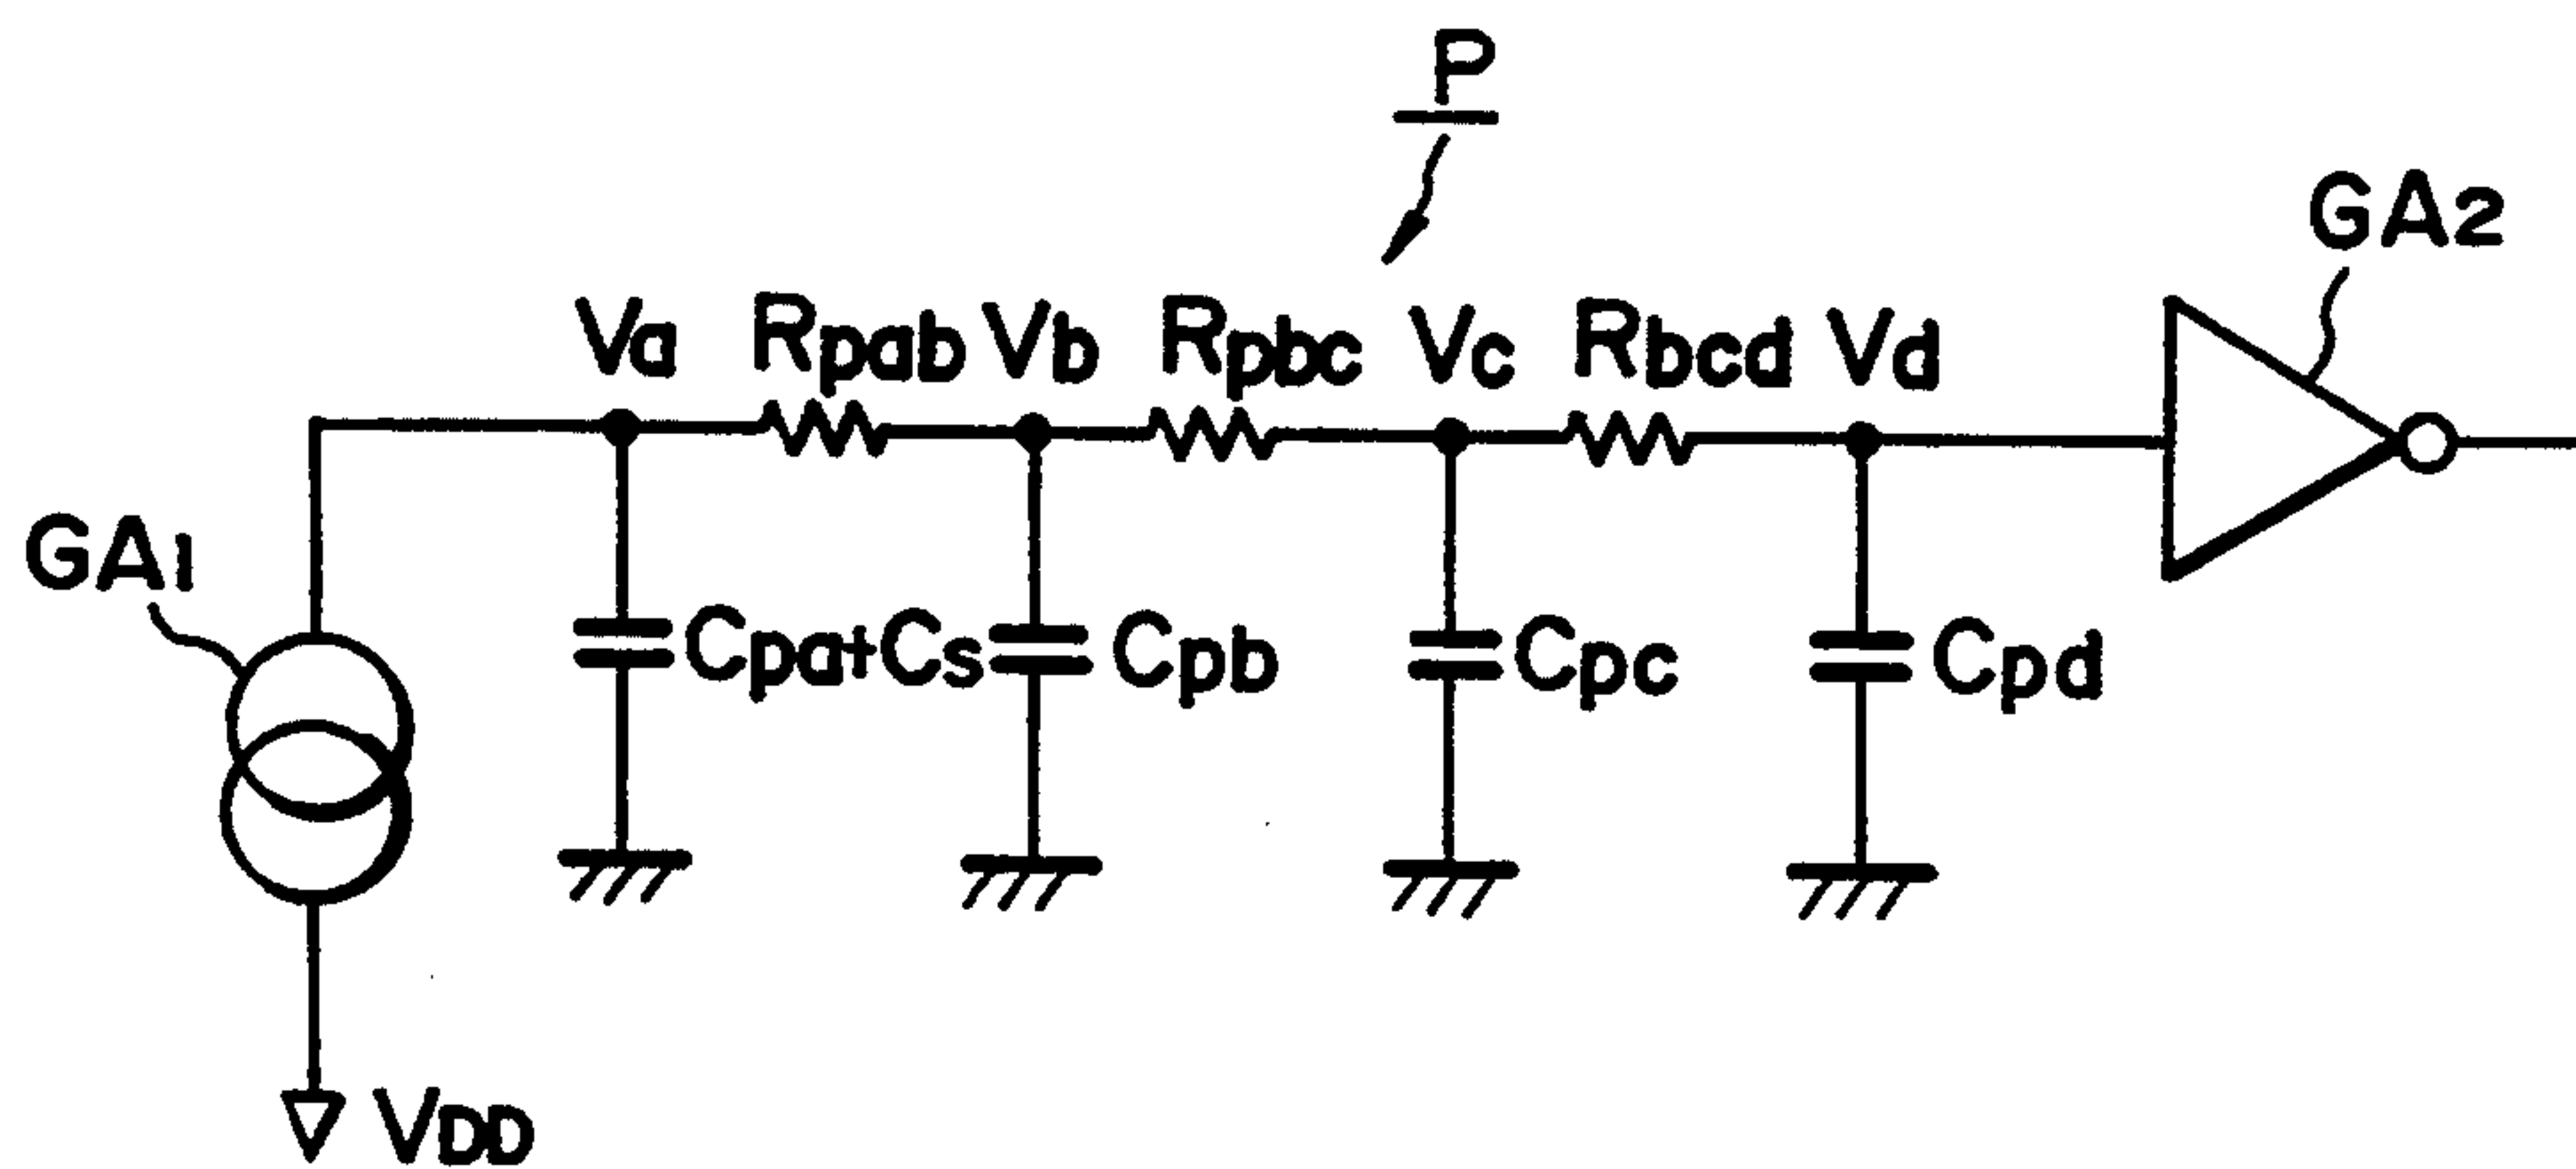 P
GA2
Va Rpab Vb Rpbc Vc Rbcd Vd
GA1
Cpa+Cs Cpb Cpc Cpd
VDD